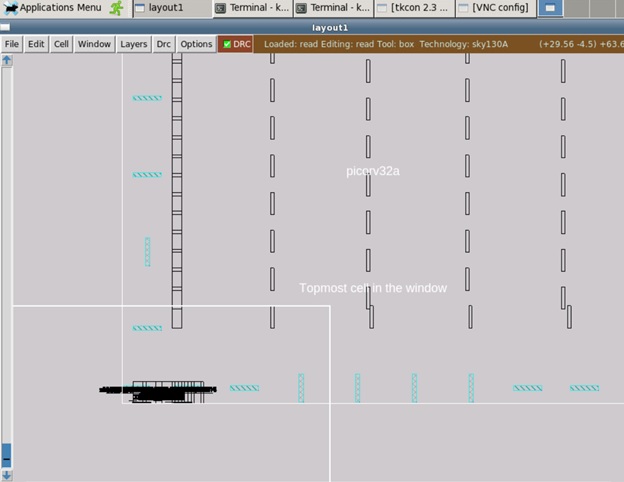 Applications Menu layout1 Terminal - k... Terminal - k... [tkcon 2.3 ... [VNC config]
layout1
File Edit Cell Window Layers Drc Options DRC Loaded: read Editing: read Tool: box Technology: sky130A (+29.56 -4.5) +63.6
picorv32a
Topmost cell in the window